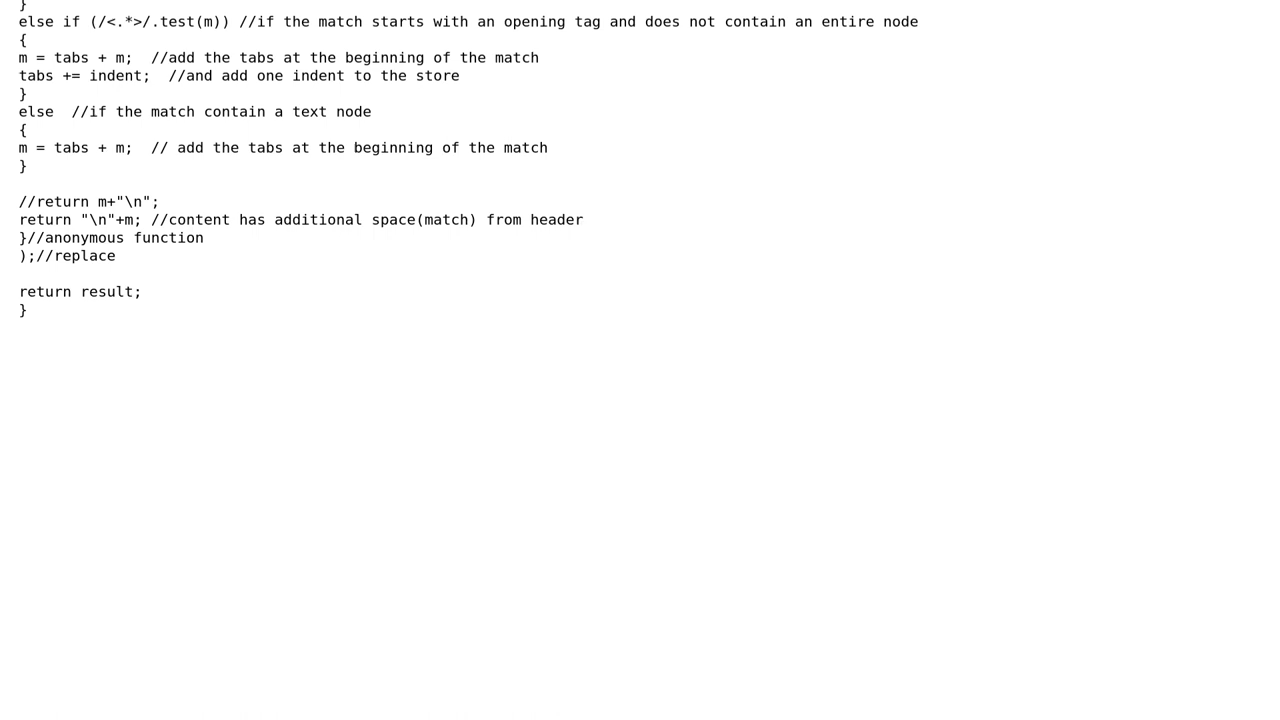 }
else if (/<.*>/.test(m)) //if the match starts with an opening tag and does not contain an entire node
{
m = tabs + m;  //add the tabs at the beginning of the match
tabs += indent;  //and add one indent to the store
}
else  //if the match contain a text node
{
m = tabs + m;  // add the tabs at the beginning of the match
}

//return m+"\n";
return "\n"+m; //content has additional space(match) from header
}//anonymous function
);//replace

return result;
}